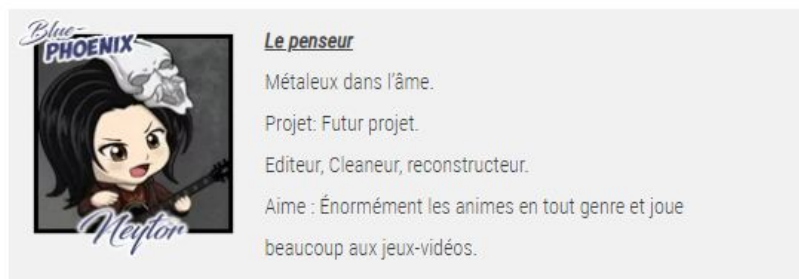 Blue-
PHOENIX
Neytor
Le penseur
Métaleux dans l'âme.
Projet: Futur projet.
Editeur, Cleaneur, reconstructeur.
Aime : Énormément les animes en tout genre et joue
beaucoup aux jeux-vidéos.